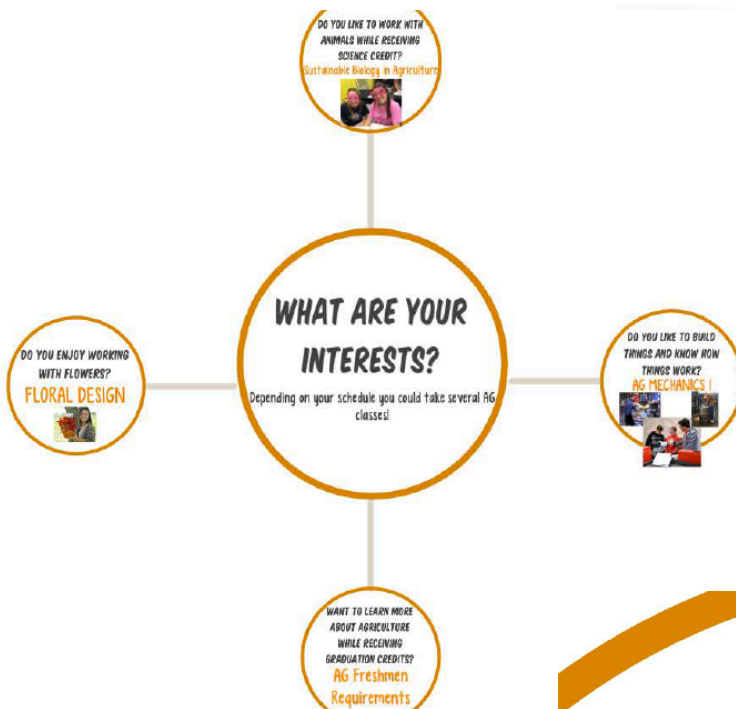 DO YOU LIKE TO WORK WITH
ANIMALS WHILE RECEIVING
SCIENCE CREDIT?
Sustainable Biology in Agriculture
WHAT ARE YOUR
INTERESTS?
Depending on your schedule you could take several AG
classes!
DO YOU ENJOY WORKING
WITH FLOWERS?
FLORAL DESIGN
DO YOU LIKE TO BUILD
THINGS AND KNOW HOW
THINGS WORK?
AG MECHANICS I
WANT TO LEARN MORE
ABOUT AGRICULTURE
WHILE RECEIVING
GRADUATION CREDITS?
AG Freshmen
Requirements